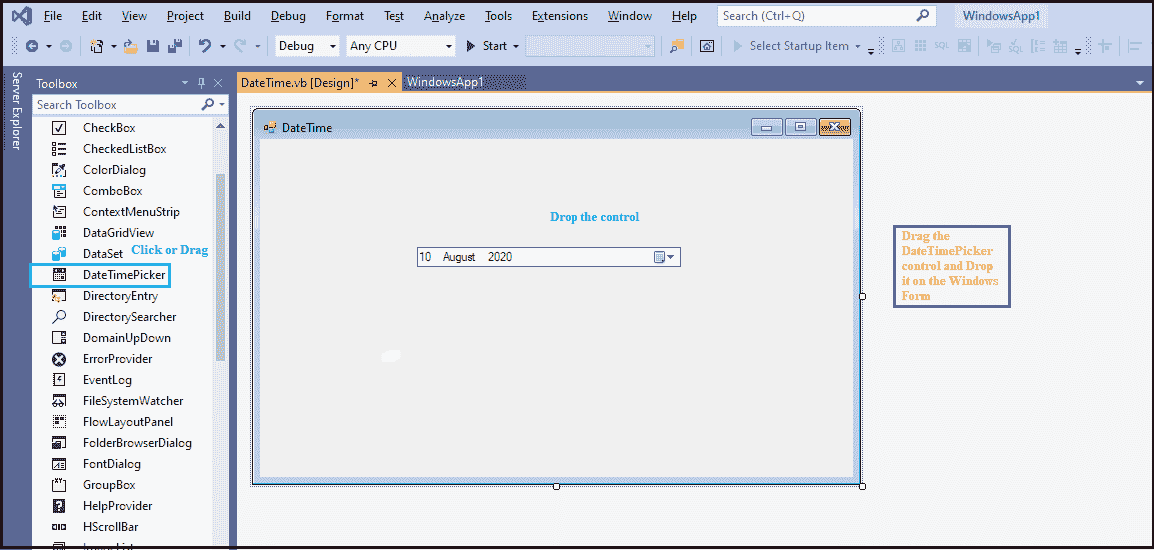 File Edit View Project Build Debug Format Test Analyze Tools Extensions Window Help Search (Ctrl+Q) WindowsApp1
Debug Any CPU Start Select Startup Item
Server Explorer
Toolbox
DateTime.vb [Design]*
WindowsApp1
Search Toolbox
CheckBox
CheckedListBox
ColorDialog
ComboBox
ContextMenuStrip
DataGridView
DataSet
Click or Drag
DateTimePicker
DirectoryEntry
DirectorySearcher
DomainUpDown
ErrorProvider
EventLog
FileSystemWatcher
FlowLayoutPanel
FolderBrowserDialog
FontDialog
GroupBox
HelpProvider
HScrollBar
DateTime
Drop the control
10 August 2020
Drag the
DateTimePicker
control and Drop
it on the Windows
Form